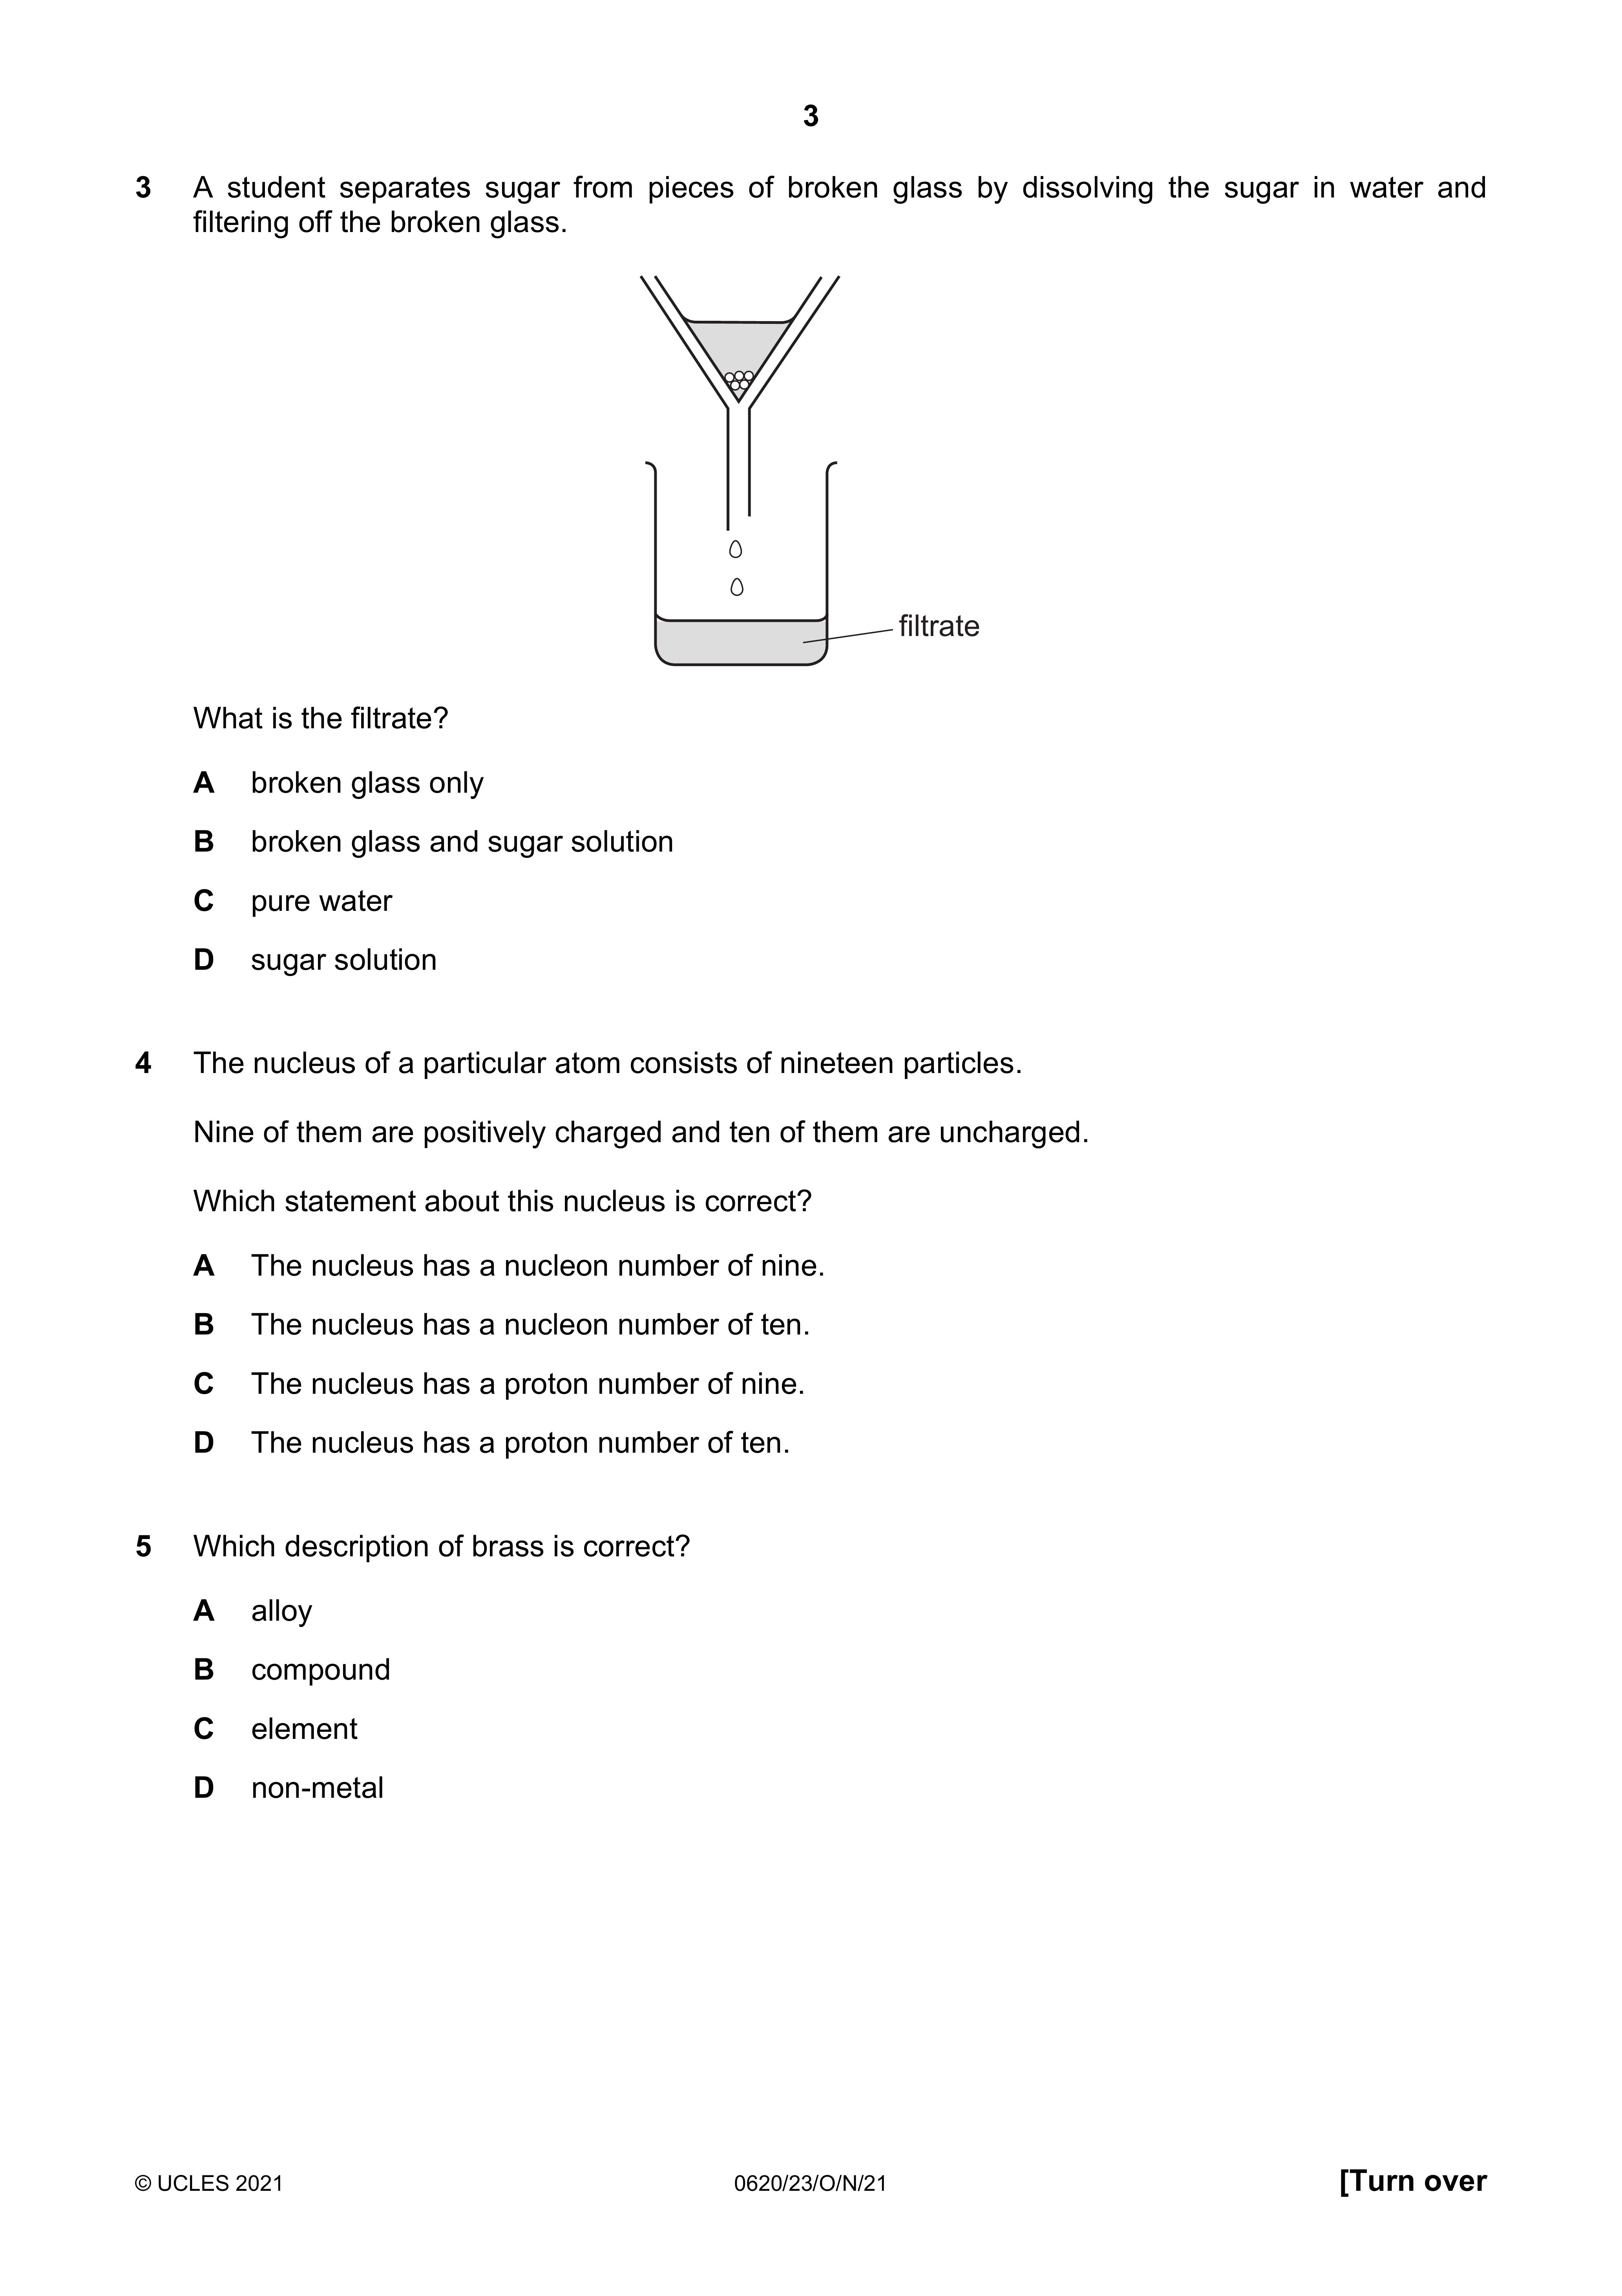 3
3 A student separates sugar from pieces of broken glass by dissolving the sugar in water and
filtering off the broken glass.
filtrate
What is the filtrate?
A broken glass only
B broken glass and sugar solution
C pure water
D sugar solution
4 The nucleus of a particular atom consists of nineteen particles.
Nine of them are positively charged and ten of them are uncharged.
Which statement about this nucleus is correct?
A The nucleus has a nucleon number of nine.
B The nucleus has a nucleon number of ten.
C The nucleus has a proton number of nine.
D The nucleus has a proton number of ten.
5 Which description of brass is correct?
A alloy
B compound
C element
D non-metal
© UCLES 2021 0620/23/O/N/21 [Turn over